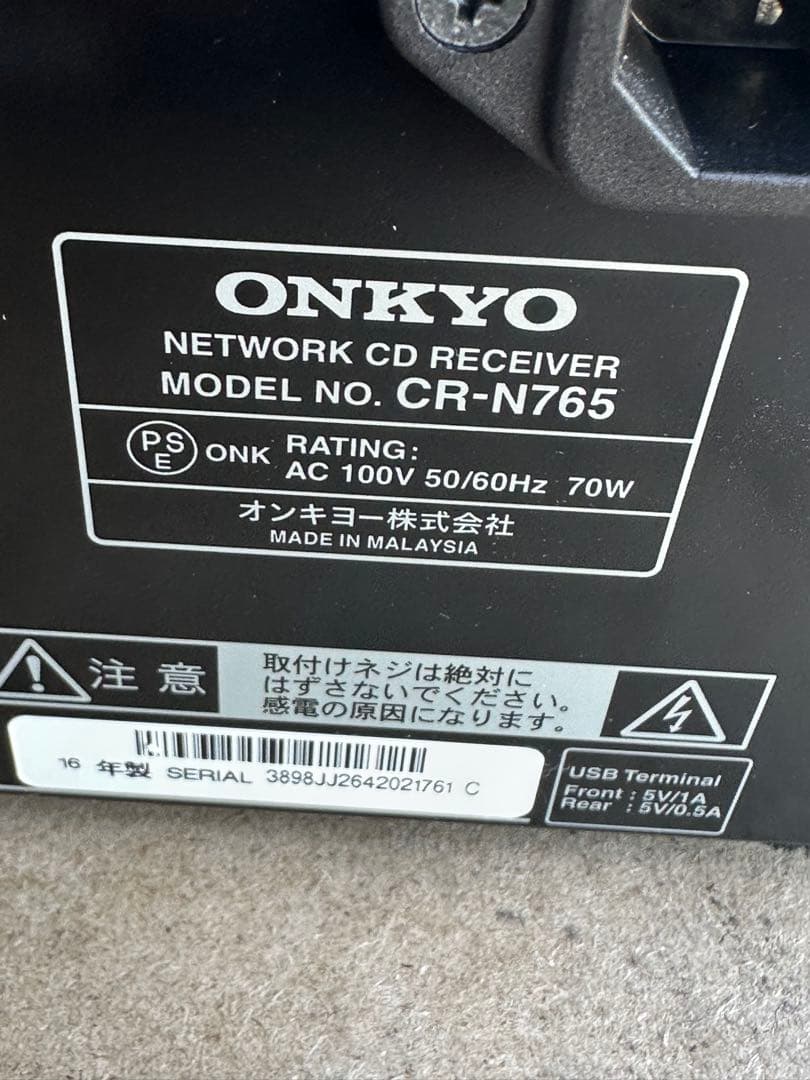 ONKYO
NETWORK CD RECEIVER
MODEL NO. CR-N765
PS
E
ONK
RATING:
AC 100V 50/60Hz 70W
オンキヨー株式会社
MADE IN MALAYSIA
注意
取付けネジは絶対に
はずさないでください。
感電の原因になります。
16 年製 SERIAL 3898JJ2642021761 C
USB Terminal
Front : 5V/1A
Rear : 5V/0.5A